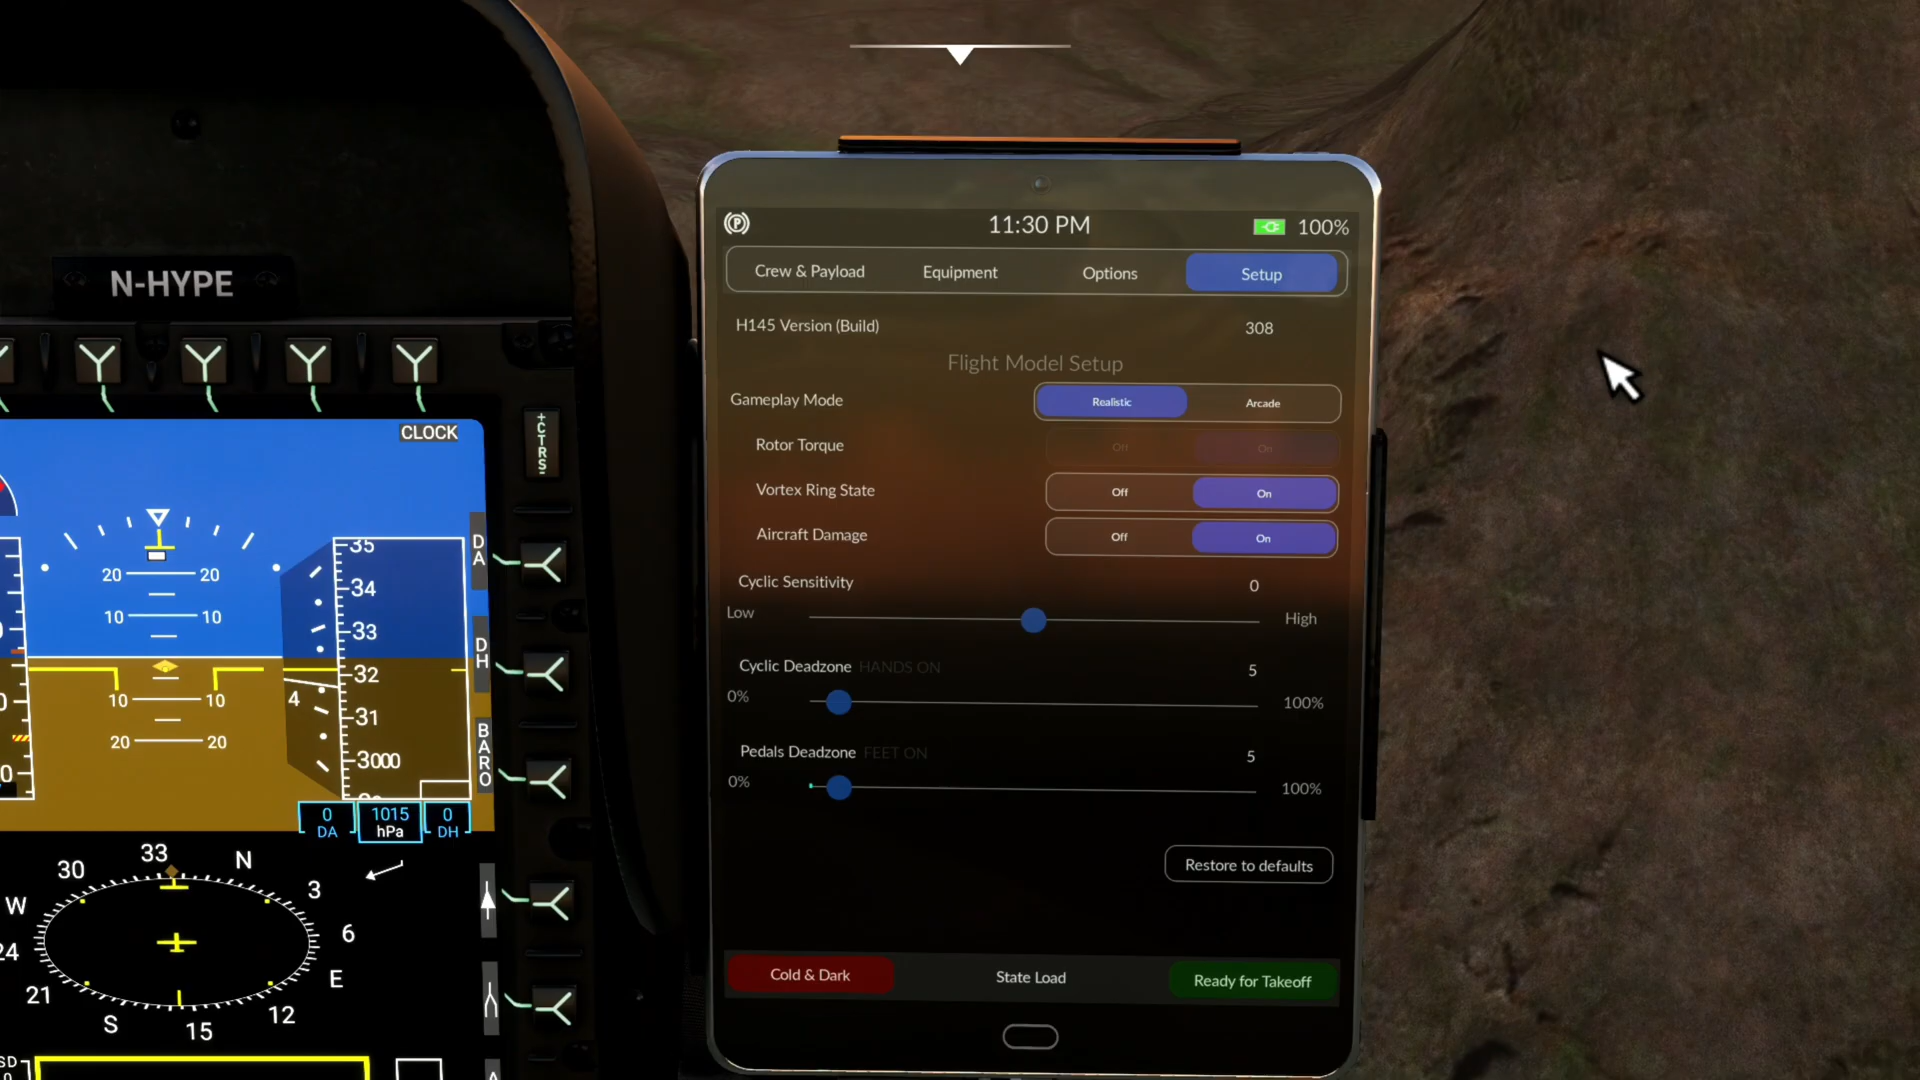 11:30 PM
100%
Crew & Payload Equipment Options Setup
H145 Version (Build) 308
Flight Model Setup
Gameplay Mode Realistic Arcade
Rotor Torque Off On
Vortex Ring State Off On
Aircraft Damage Off On
Cyclic Sensitivity 0
Low High
Cyclic Deadzone HANDS ON 5
0% 100%
Pedals Deadzone FEET ON 5
0% 100%
Restore to defaults
Cold & Dark State Load Ready for Takeoff
N-HYPE
CLOCK
+CTRS-
DA
DH
BARO
20 20
10 10
10 10
20 20
35
34
33
32
31
3000
4
0 1015 0
DA hPa DH
30 33 N 3
W 6
24 E
21 12
S 15